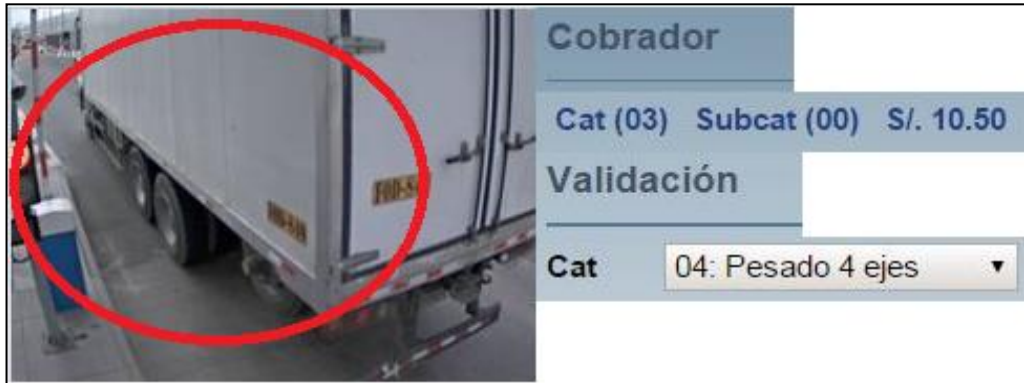 Cobrador
Cat (03) Subcat (00) S/. 10.50
Validación
Cat 04: Pesado 4 ejes